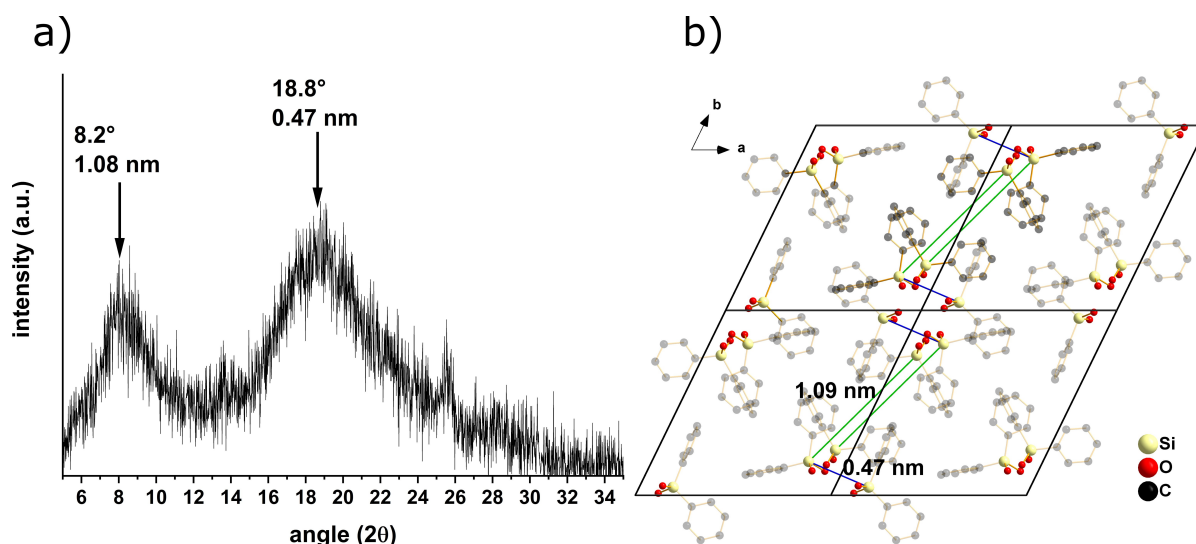 a)
8.2°
1.08 nm
18.8°
0.47 nm
intensity (a.u.)
6 8 10 12 14 16 18 20 22 24 26 28 30 32 34
angle (2θ)
b)
b
a
1.09 nm
0.47 nm
Si
O
C